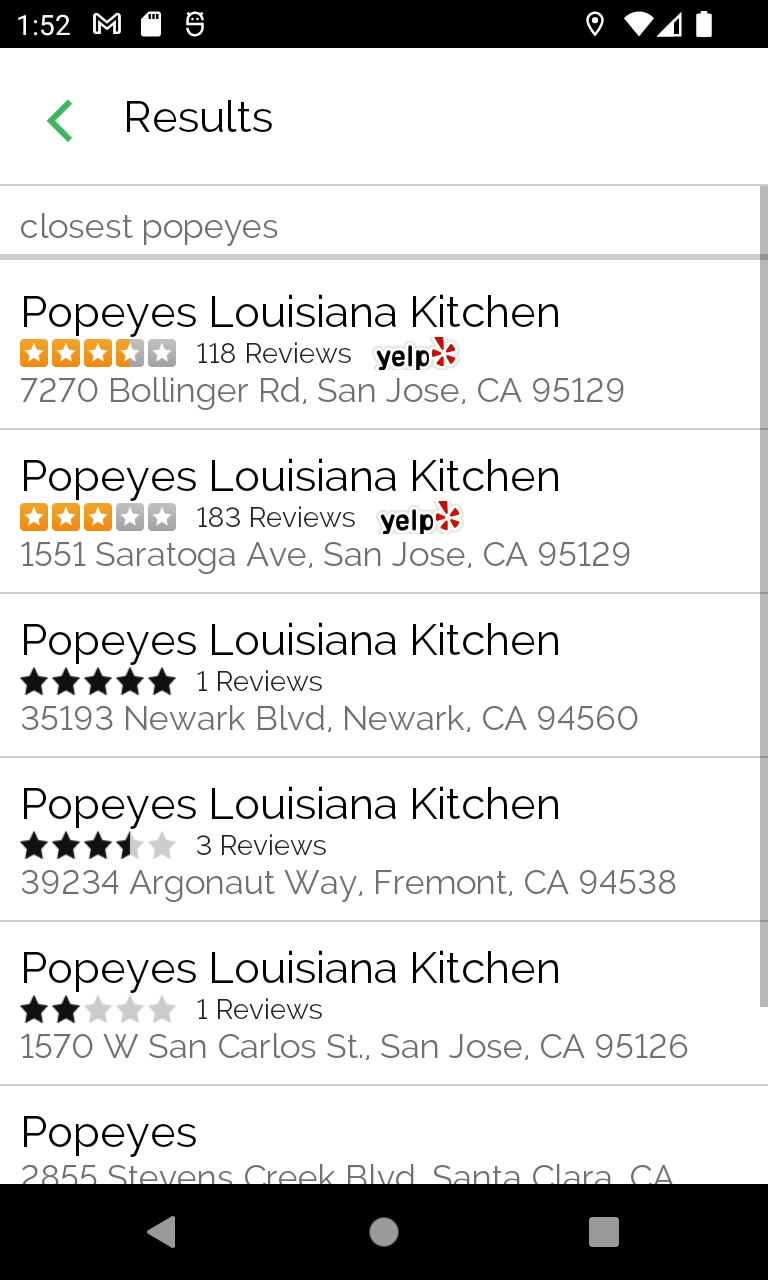 1:52
Results
closest popeyes
Popeyes Louisiana Kitchen
118 Reviews yelp
7270 Bollinger Rd, San Jose, CA 95129
Popeyes Louisiana Kitchen
183 Reviews yelp
1551 Saratoga Ave, San Jose, CA 95129
Popeyes Louisiana Kitchen
1 Reviews
35193 Newark Blvd, Newark, CA 94560
Popeyes Louisiana Kitchen
3 Reviews
39234 Argonaut Way, Fremont, CA 94538
Popeyes Louisiana Kitchen
1 Reviews
1570 W San Carlos St., San Jose, CA 95126
Popeyes
2855 Stevens Creek Blvd, Santa Clara, CA